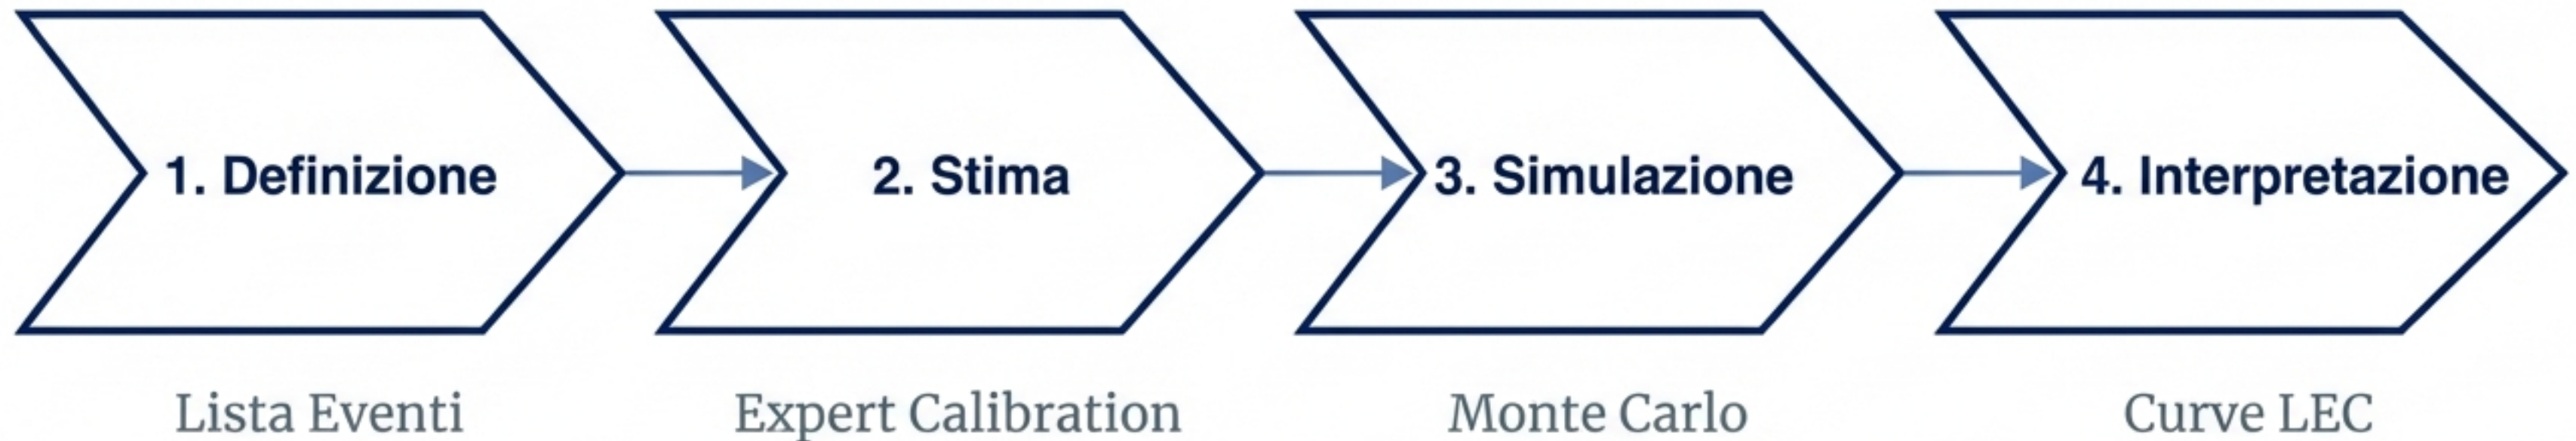 1. Definizione
2. Stima
3. Simulazione
4. Interpretazione
Lista Eventi
Expert Calibration
Monte Carlo
Curve LEC